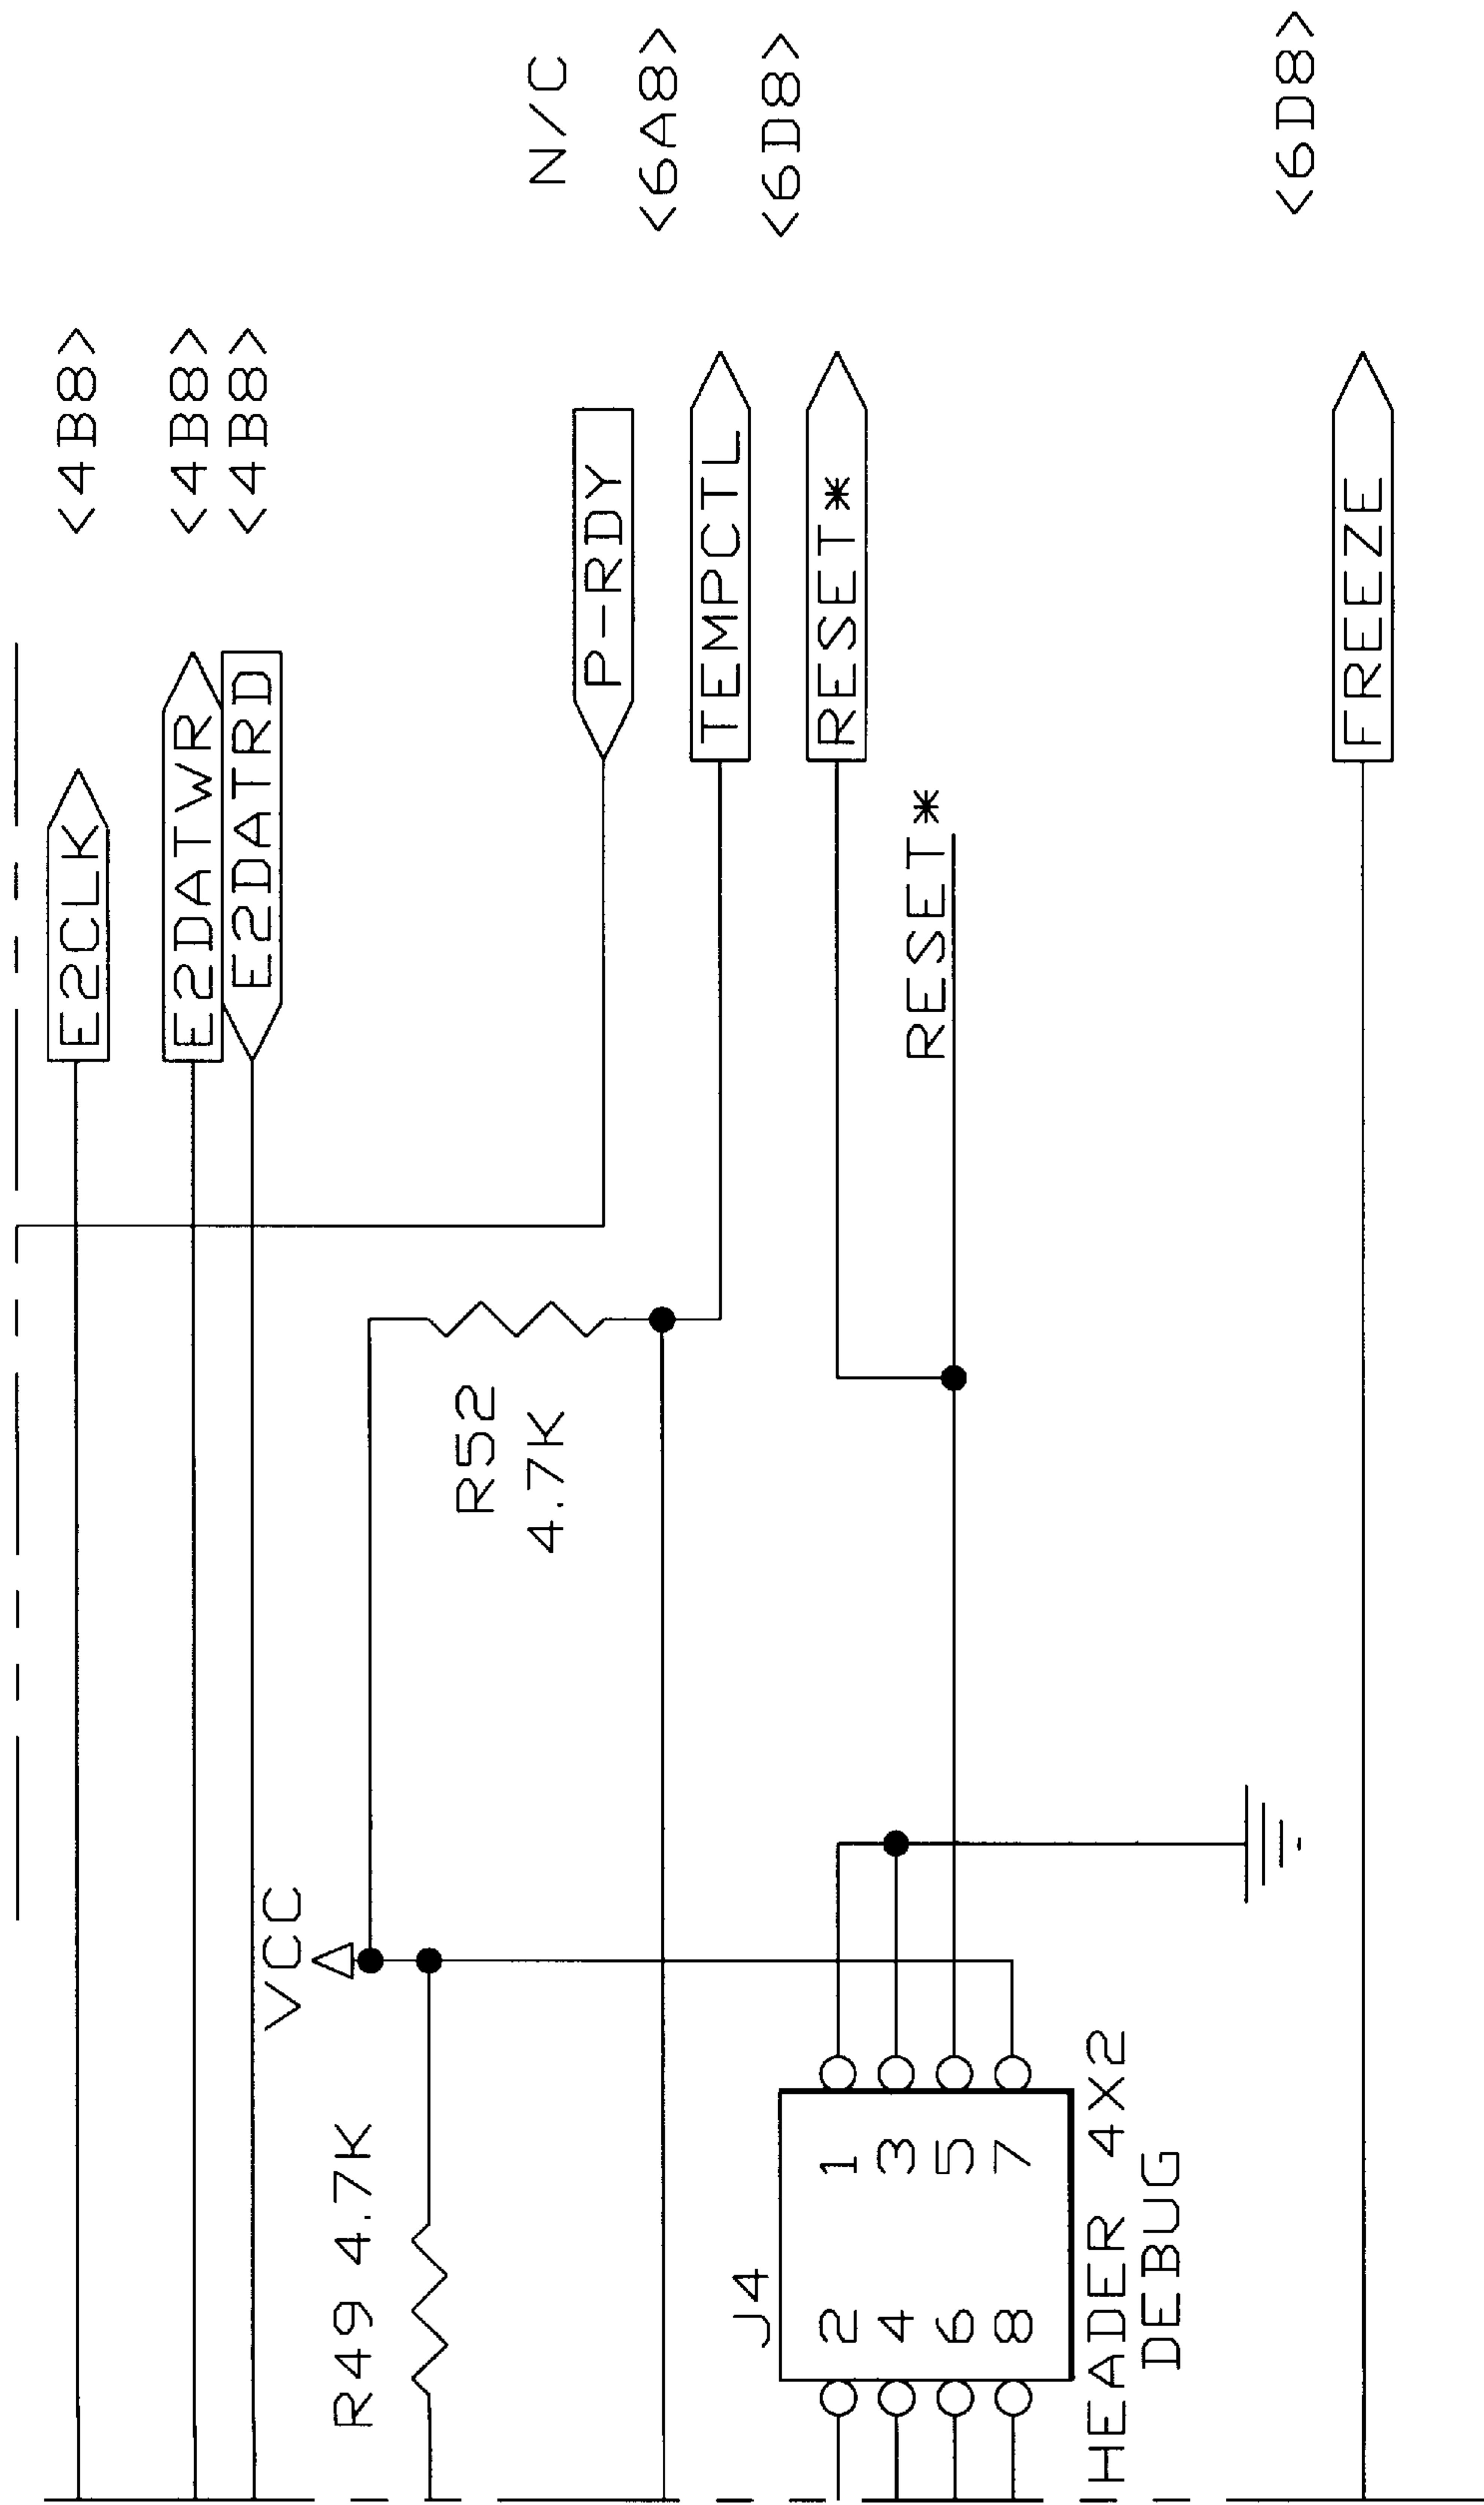 E2CLK
<4B8>
E2DATWR
<4B8>
E2DATRD
<4B8>
VCC
R49 4.7K
R52
4.7K
N/C
P-RDY
<6A8>
TEMPCTL
<6D8>
RESET*
RESET*
J4
2 1
4 3
6 5
8 7
HEADER 4X2
DEBUG
<6D8>
FREEZE